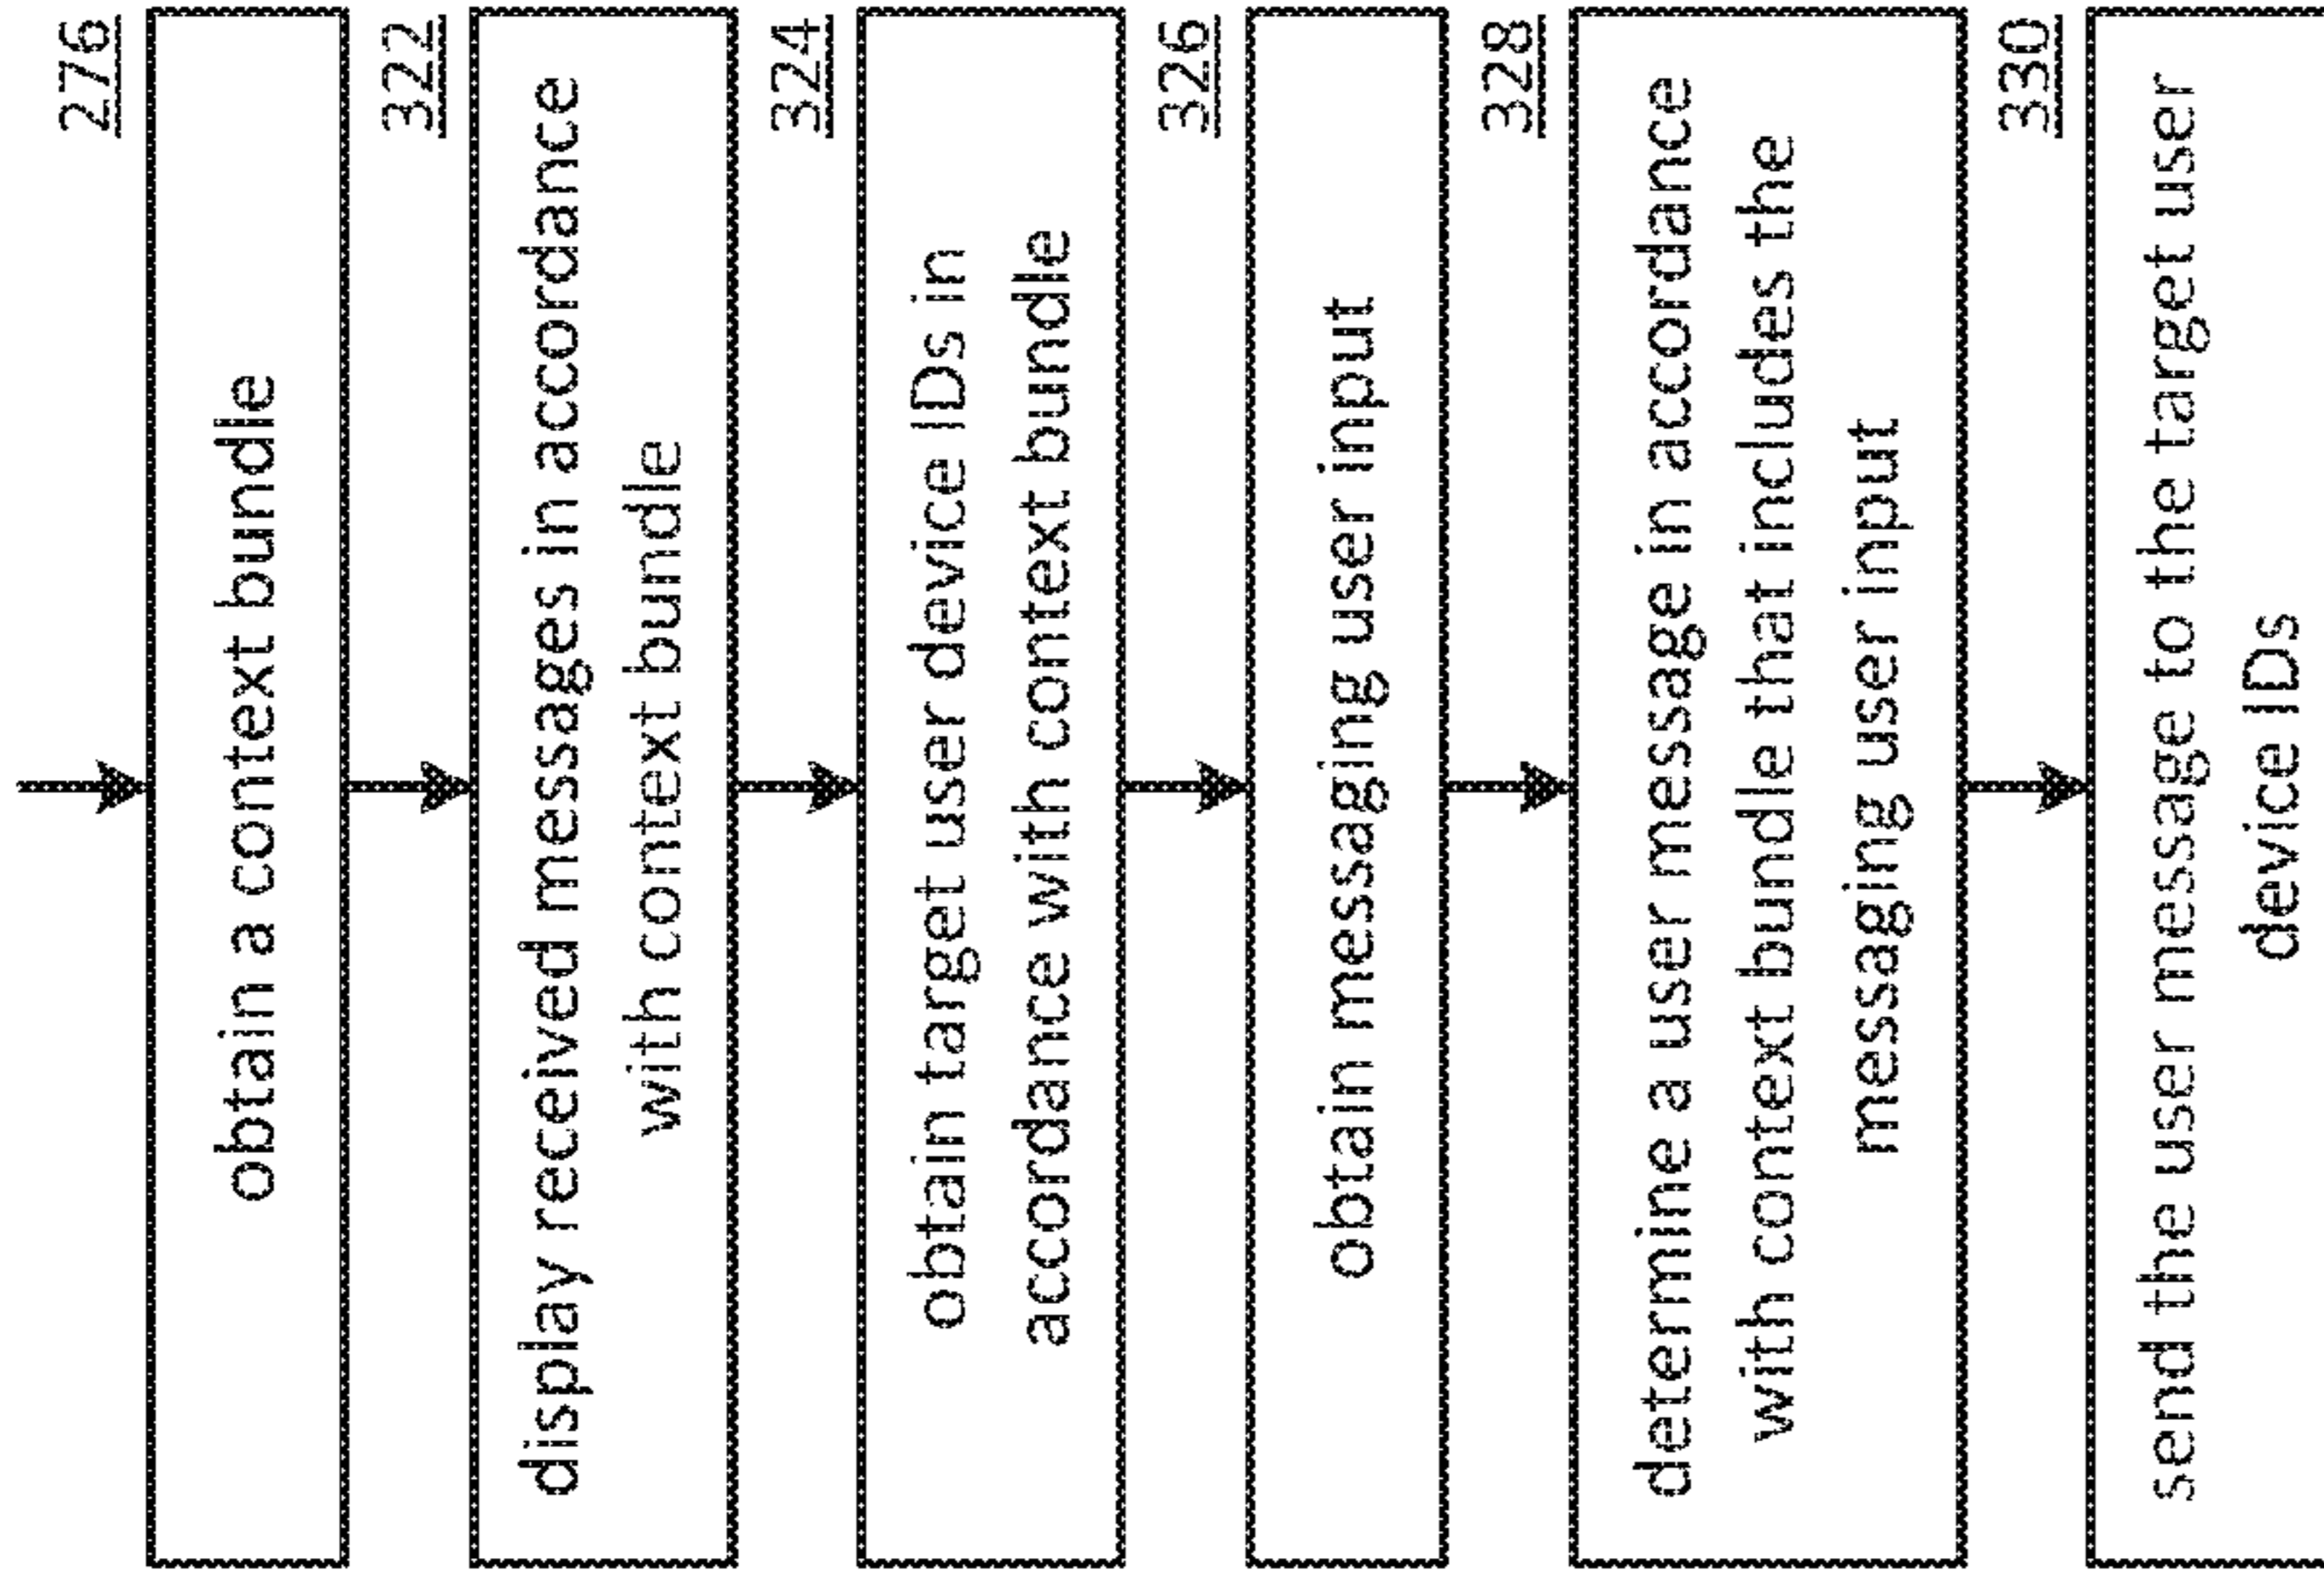 276
obtain a context bundle
322
display received messages in accordance
with context bundle
324
obtain target user device IDs in
accordance with context bundle
326
obtain messaging user input
328
determine a user message in accordance
with context bundle that includes the
messaging user input
330
send the user message to the target user
device IDs